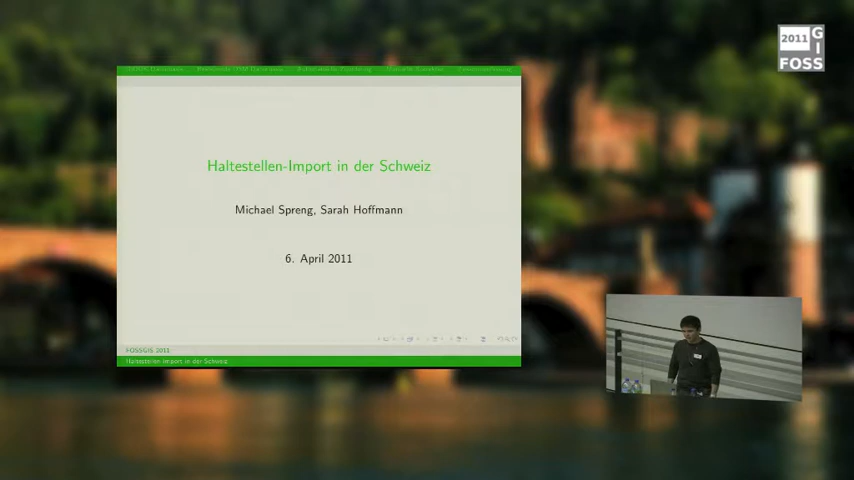 2011
GI
FOSS
Haltestellen-Import in der Schweiz
Michael Spreng, Sarah Hoffmann
6. April 2011
FOSSGIS 2011
Haltestellen-Import in der Schweiz